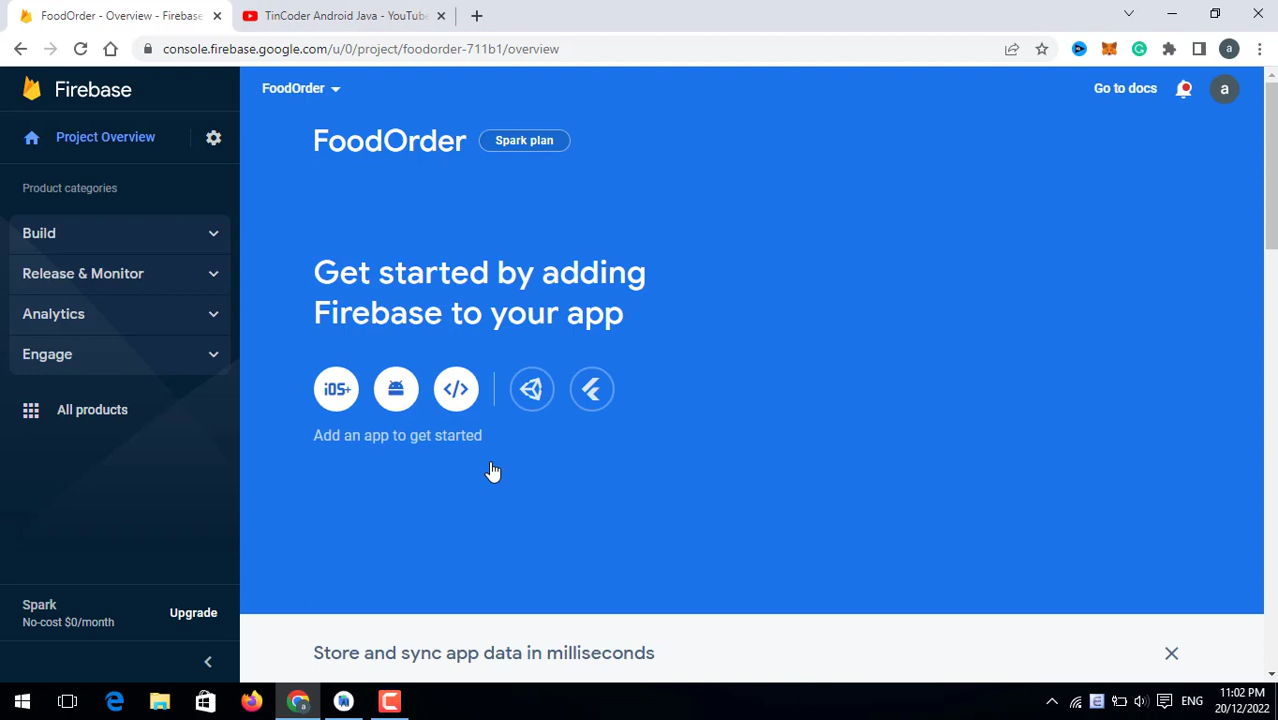 FoodOrder - Overview - Firebase
TinCoder Android Java - YouTube
console.firebase.google.com/u/0/project/foodorder-711b1/overview
a
Firebase
FoodOrder
Go to docs
a
Project Overview
FoodOrder
Spark plan
Product categories
Build
Release & Monitor
Analytics
Engage
All products
Get started by adding
Firebase to your app
iOS+
</>
Add an app to get started
Spark
No-cost $0/month
Upgrade
Store and sync app data in milliseconds
ENG
11:02 PM
20/12/2022